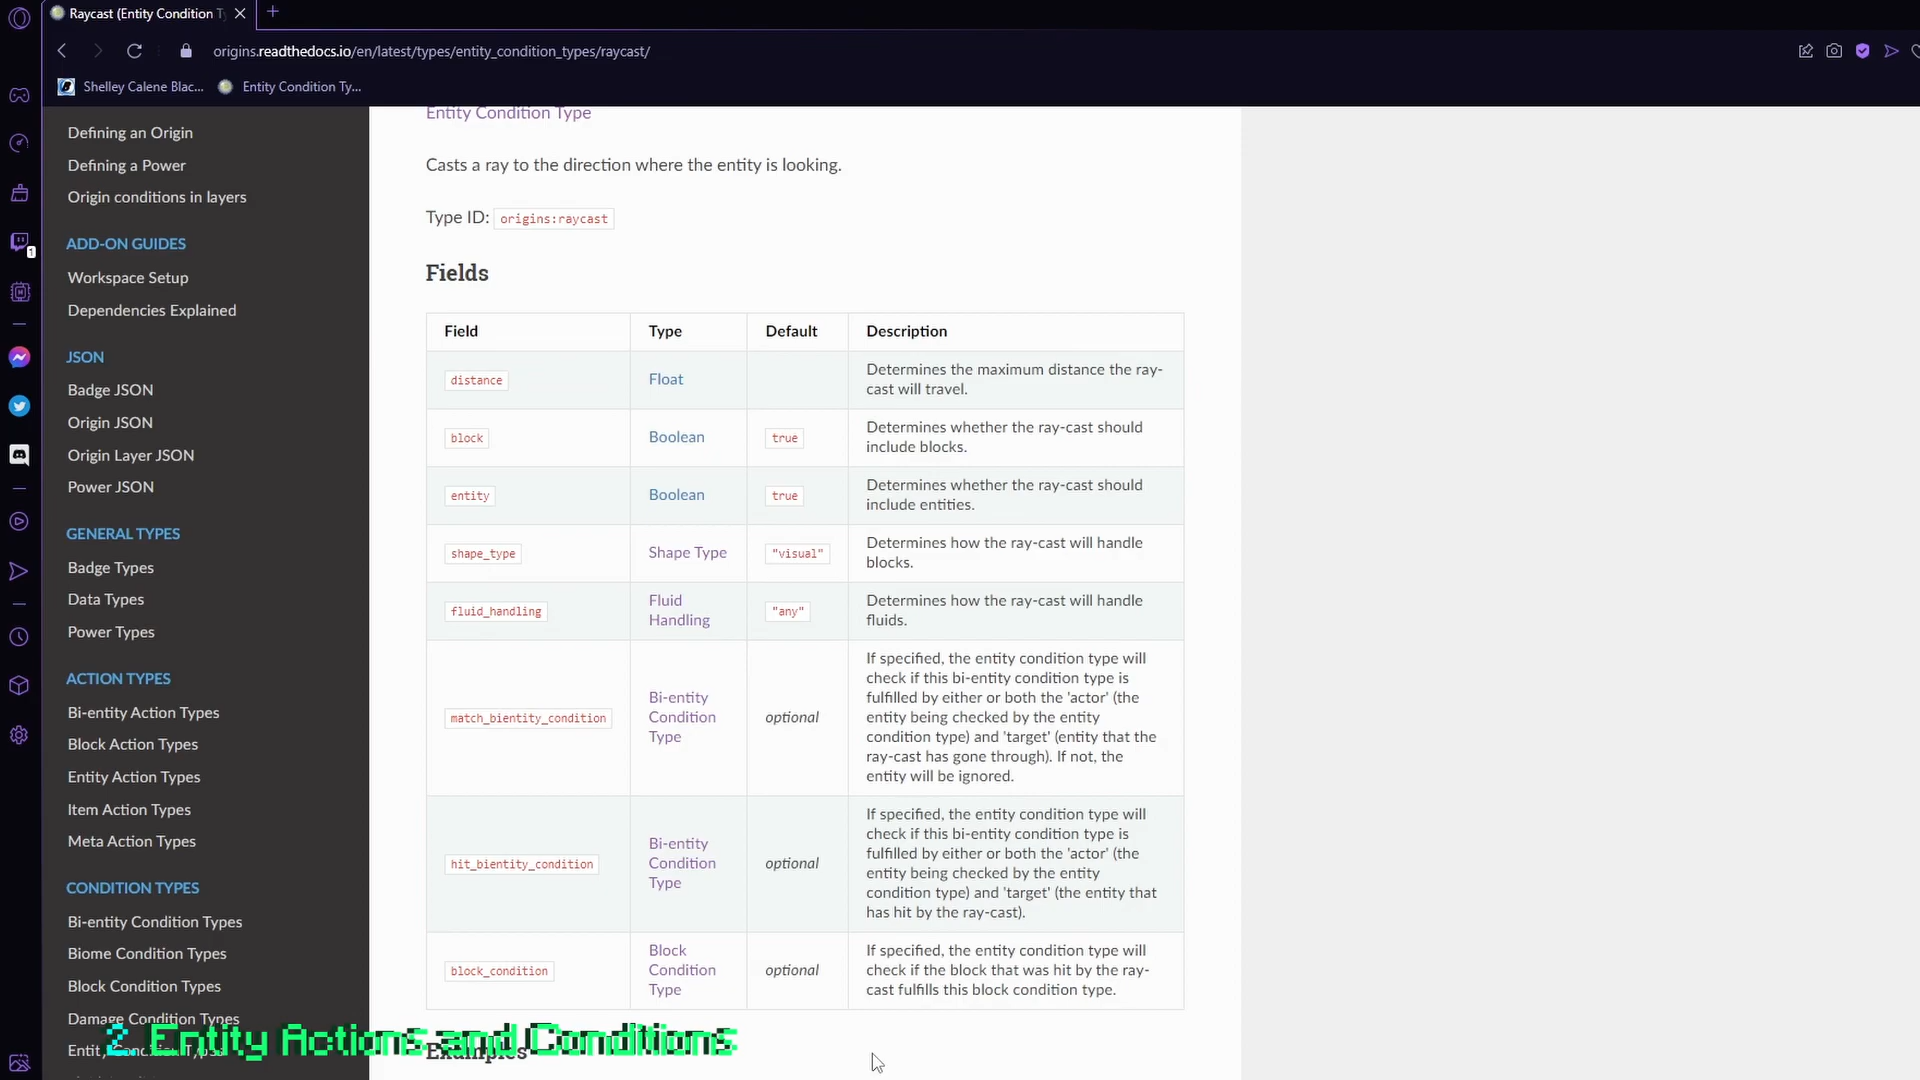 Raycast (Entity Condition T
origins.readthedocs.io/en/latest/types/entity_condition_types/raycast/
Shelley Calene Blac...
Entity Condition Ty...
1
Defining an Origin
Defining a Power
Origin conditions in layers
ADD-ON GUIDES
Workspace Setup
Dependencies Explained
JSON
Badge JSON
Origin JSON
Origin Layer JSON
Power JSON
GENERAL TYPES
Badge Types
Data Types
Power Types
ACTION TYPES
Bi-entity Action Types
Block Action Types
Entity Action Types
Item Action Types
Meta Action Types
CONDITION TYPES
Bi-entity Condition Types
Biome Condition Types
Block Condition Types
Damage Condition Types
Entity Condition Type
Casts a ray to the direction where the entity is looking.
Type ID: origins:raycast
Fields
Field Type Default Description
distance Float Determines the maximum distance the ray-
cast will travel.
block Boolean true Determines whether the ray-cast should
include blocks.
entity Boolean true Determines whether the ray-cast should
include entities.
shape_type Shape Type "visual" Determines how the ray-cast will handle
blocks.
fluid_handling Fluid
Handling "any" Determines how the ray-cast will handle
fluids.
match_bientity_condition Bi-entity
Condition
Type optional If specified, the entity condition type will
check if this bi-entity condition type is
fulfilled by either or both the 'actor' (the
entity being checked by the entity
condition type) and 'target' (entity that the
ray-cast has gone through). If not, the
entity will be ignored.
hit_bientity_condition Bi-entity
Condition
Type optional If specified, the entity condition type will
check if this bi-entity condition type is
fulfilled by either or both the 'actor' (the
entity being checked by the entity
condition type) and 'target' (the entity that
has hit by the ray-cast).
block_condition Block
Condition
Type optional If specified, the entity condition type will
check if the block that was hit by the ray-
cast fulfills this block condition type.
Examples
2 Entity Actions and Conditions